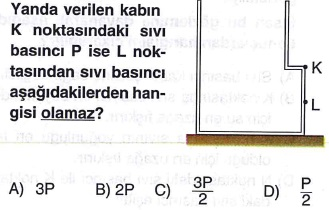 Yanda verilen kabın
K noktasındaki sıvı
basıncı P ise L nok-
tasından sıvı basıncı
aşağıdakilerden han-
gisi olamaz?
K
L
A) 3P B) 2P C) 3P/2 D) P/2